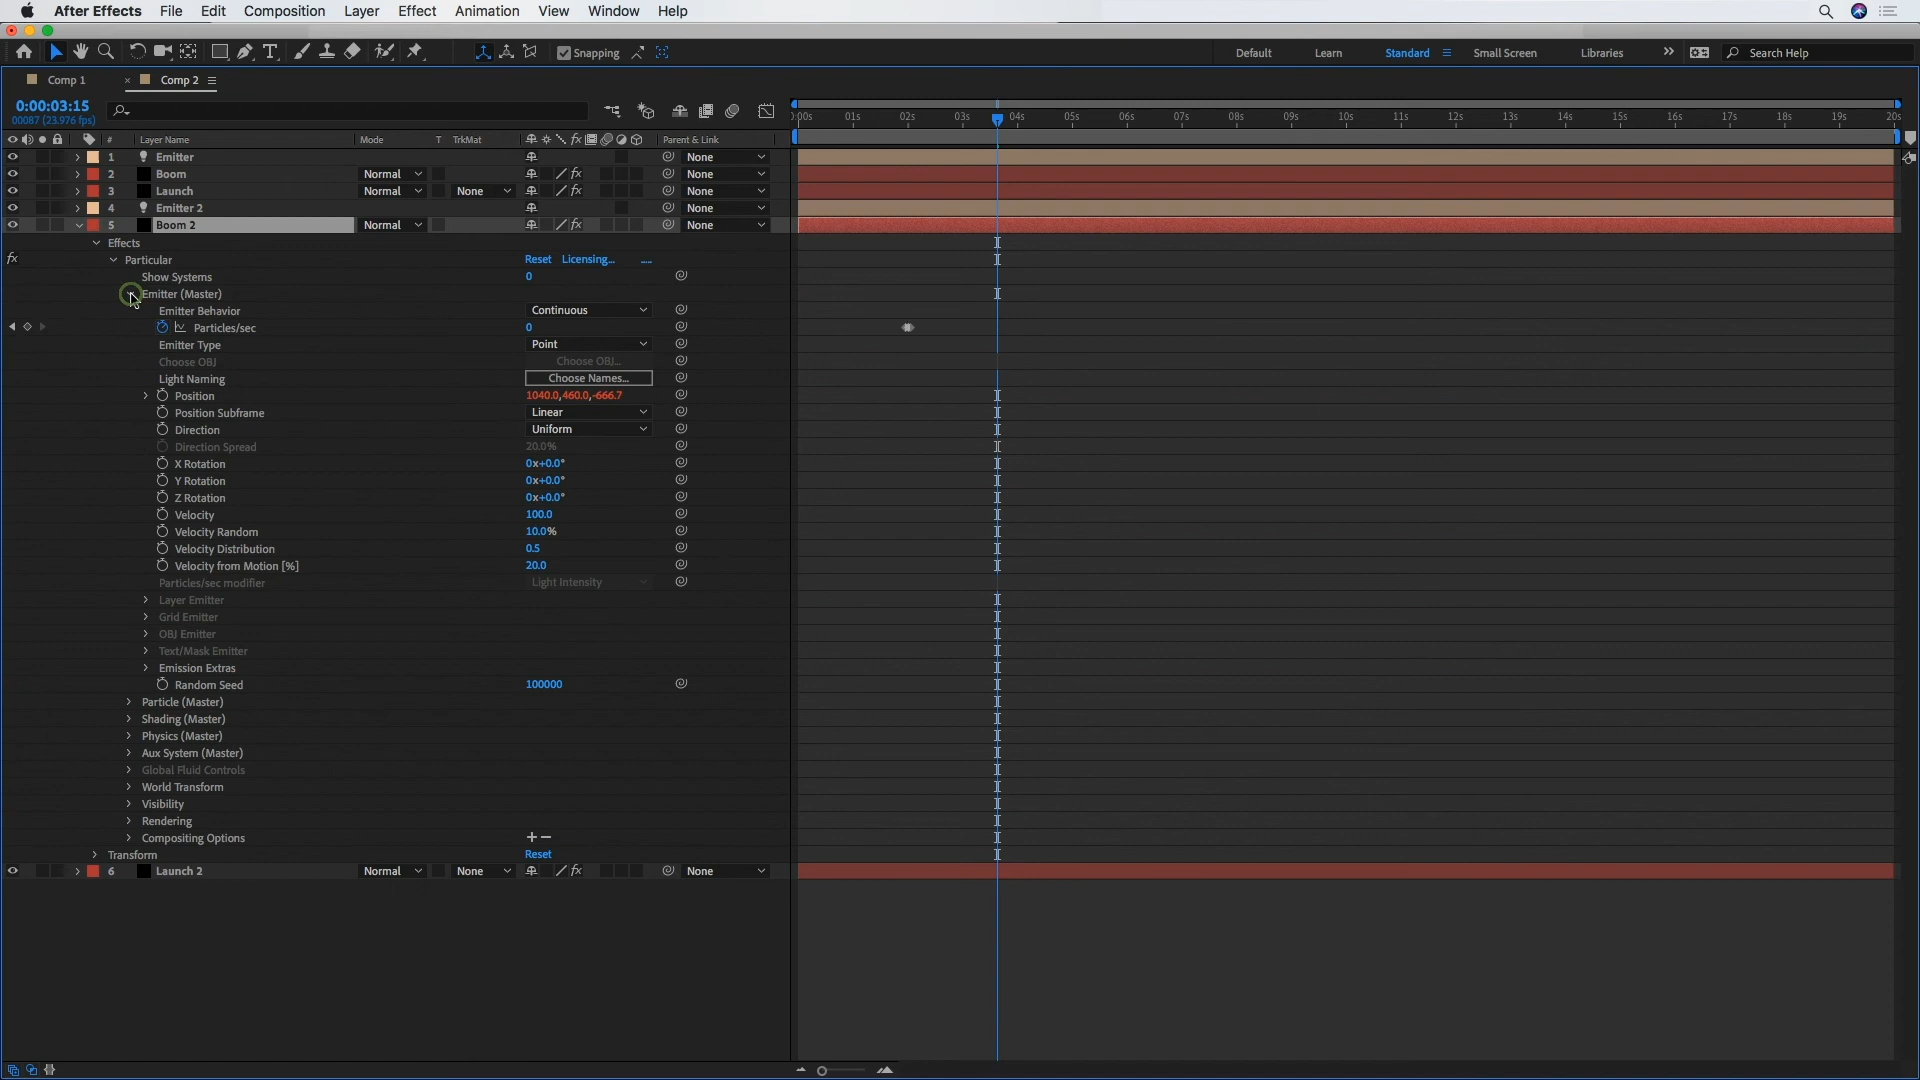 After Effects File Edit Composition Layer Effect Animation View Window Help
Snapping Default Learn Standard Small Screen Libraries Search Help
Comp 1 × Comp 2
0:00:03:15
00087 (23.976 fps)
0:00s 01s 02s 03s 04s 05s 06s 07s 08s 09s 10s 11s 12s 13s 14s 15s 16s 17s 18s 19s 20s
# Layer Name Mode T TrkMat fx Parent & Link
1 Emitter None
2 Boom Normal fx None
3 Launch Normal None fx None
4 Emitter 2 None
5 Boom 2 Normal fx None
Effects
fx Particular Reset Licensing... .....
Show Systems 0
Emitter (Master)
Emitter Behavior Continuous
Particles/sec 0
Emitter Type Point
Choose OBJ Choose OBJ...
Light Naming Choose Names...
Position 1040.0,460.0,-666.7
Position Subframe Linear
Direction Uniform
Direction Spread 20.0%
X Rotation 0x+0.0°
Y Rotation 0x+0.0°
Z Rotation 0x+0.0°
Velocity 100.0
Velocity Random 10.0%
Velocity Distribution 0.5
Velocity from Motion [%] 20.0
Particles/sec modifier Light Intensity
Layer Emitter
Grid Emitter
OBJ Emitter
Text/Mask Emitter
Emission Extras
Random Seed 100000
Particle (Master)
Shading (Master)
Physics (Master)
Aux System (Master)
Global Fluid Controls
World Transform
Visibility
Rendering
Compositing Options + −
Transform Reset
6 Launch 2 Normal None fx None